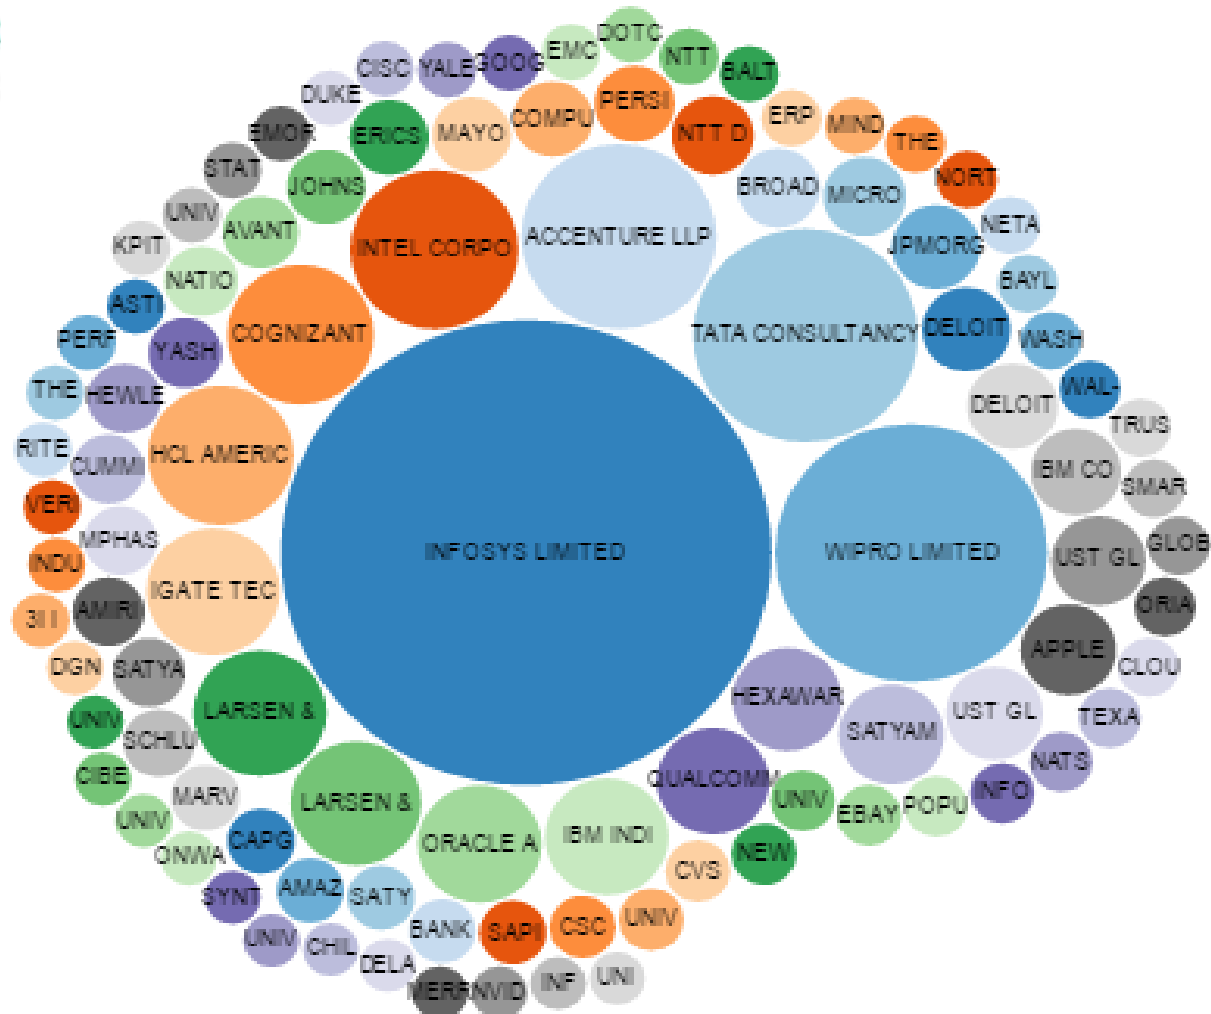 DOTC
EMC
NTT
GOOG
YALE
CISC
BALT
DUKE
PERSI
COMPU
ERP
MIND
MAYO
NTT D
ERICS
EMOR
THE
STAT
NORT
JOHNS
BROAD
MICRO
UNIV
NETA
AVANT
ACCENTURE LLP
KPIT
INTEL CORPO
JPMORG
NATIO
BAYL
ASTI
COGNIZANT
TATA CONSULTANCY
DELOIT
WASH
PERF
YASH
THE
HEWLE
WAL-
DELOIT
TRUS
RITE
HCL AMERIC
CUMMI
IBM CO
SMAR
VERI
MPHAS
GLOB
INFOSYS LIMITED
WIPRO LIMITED
UST GL
INDU
IGATE TEC
ORIA
3I I
AMIRI
APPLE
DGN
SATYA
CLOU
HEXAWAR
LARSEN &
UST GL
TEXA
UNIV
SATYAM
SCHLU
NATS
CIBE
QUALCOMM
MARV
INFO
UNIV
EBAY
POPU
LARSEN &
UNIV
IBM INDI
ORACLE A
CAPG
ONWA
NEW
CVS
AMAZ
SATY
SYNT
UNIV
BANK
SAPI
CSC
UNIV
CHIL
DELA
MERR
NVID
INF
UNI